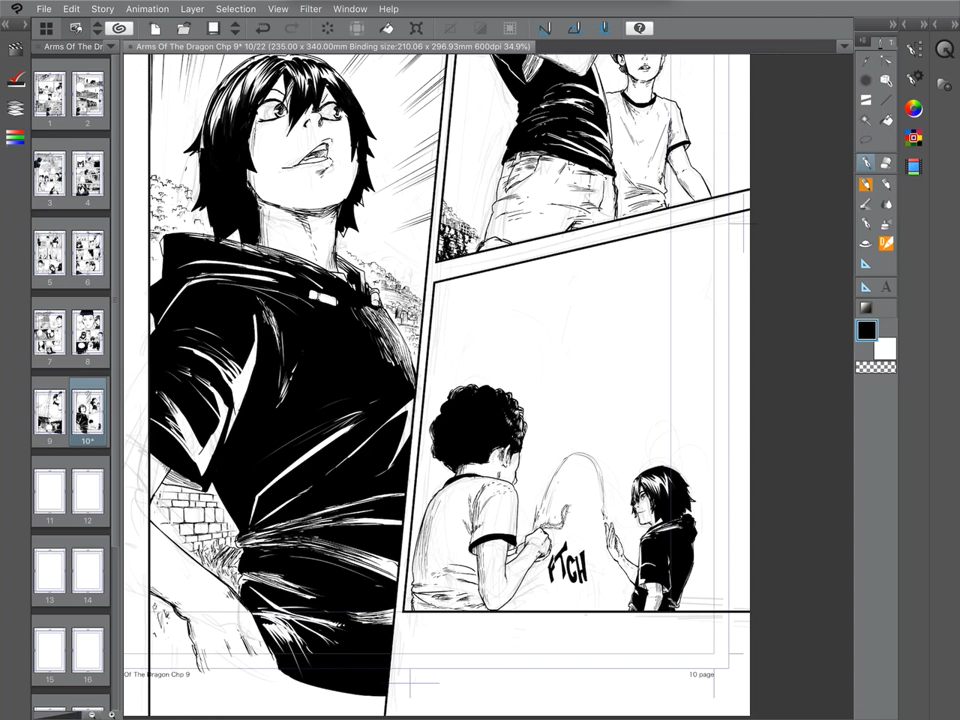 File Edit Story Animation Layer Selection View Filter Window Help
Arms Of The Dr
Arms Of The Dragon Chp 9* 10/22 (235.00 x 340.00mm Binding size:210.06 x 296.93mm 600dpi 34.9%)
1 2
3 4
5 6
7 8
9 10*
11 12
13 14
15 16
FTCH
Of The Dragon Chp 9
10 page
T
A
?